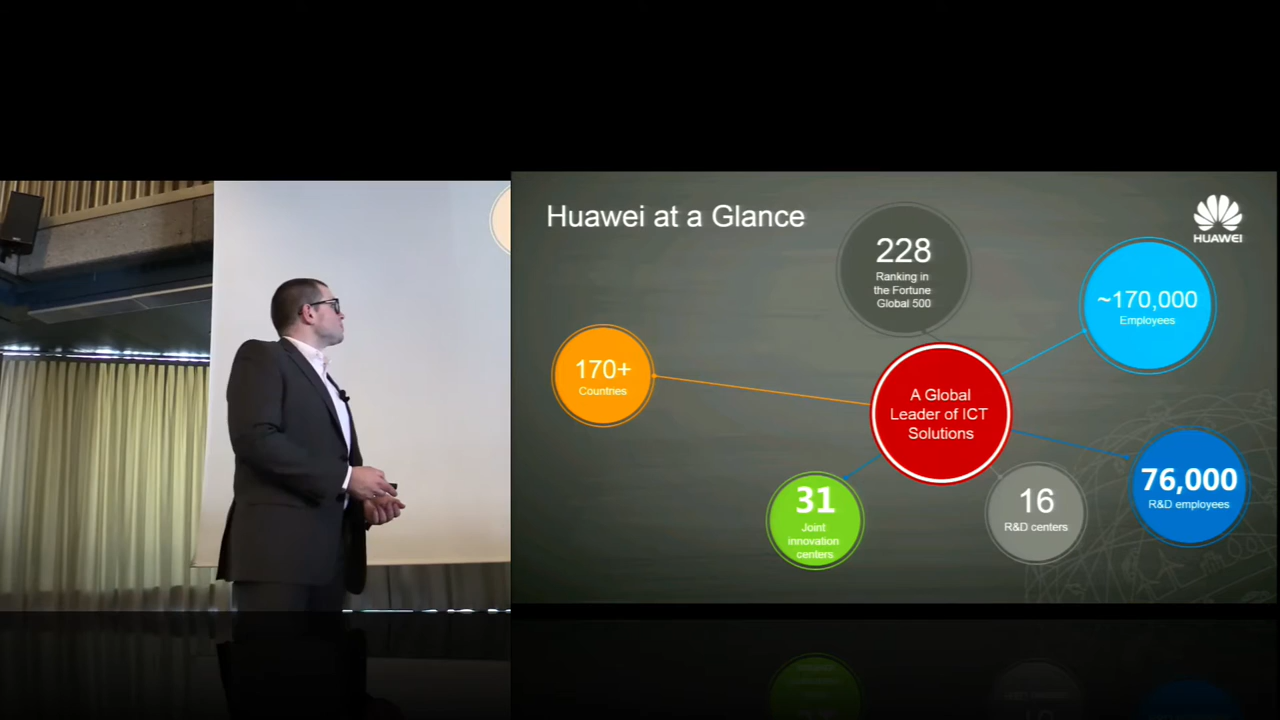 Huawei at a Glance
HUAWEI
228
Ranking in
the Fortune
Global 500
~170,000
Employees
170+
Countries
A Global
Leader of ICT
Solutions
76,000
R&D employees
31
Joint
innovation
centers
16
R&D centers